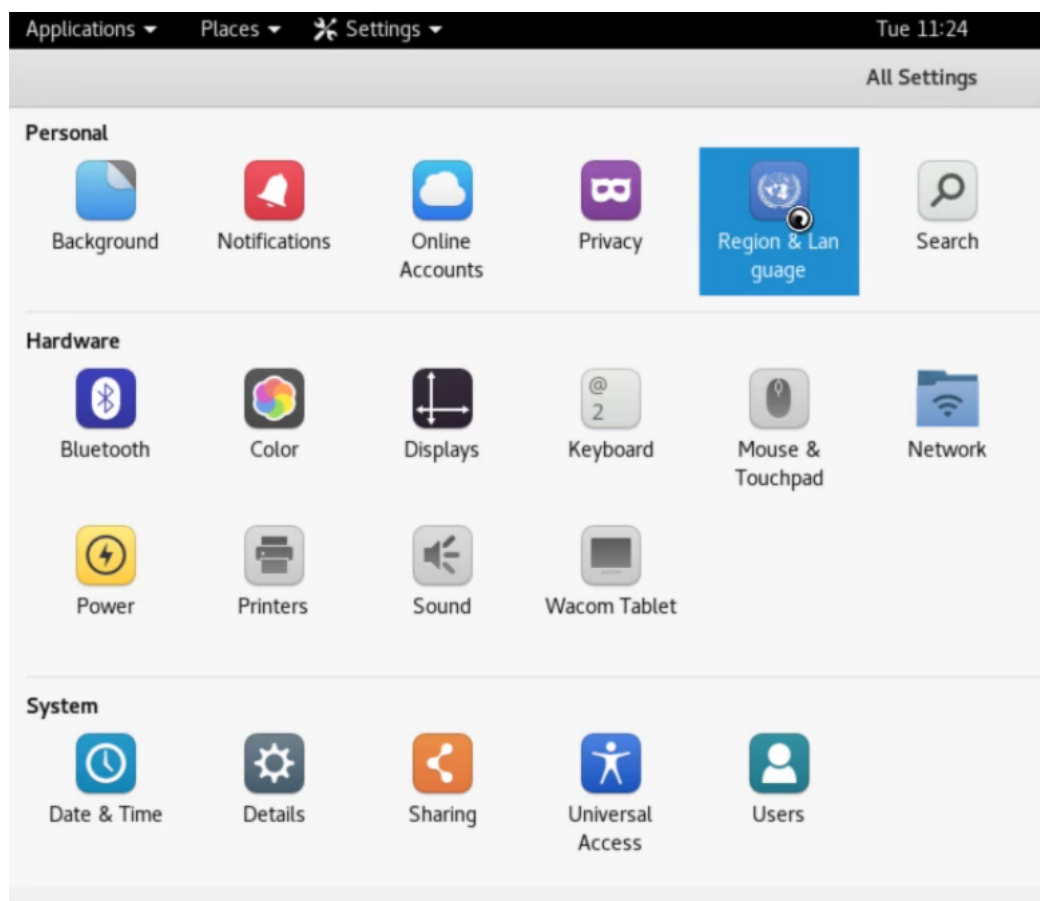 Applications Places Settings Tue 11:24
All Settings
Personal
Background Notifications Online Accounts Privacy Region & Lan guage Search
Hardware
@
2
Bluetooth Color Displays Keyboard Mouse & Touchpad Network
Power Printers Sound Wacom Tablet
System
Date & Time Details Sharing Universal Access Users